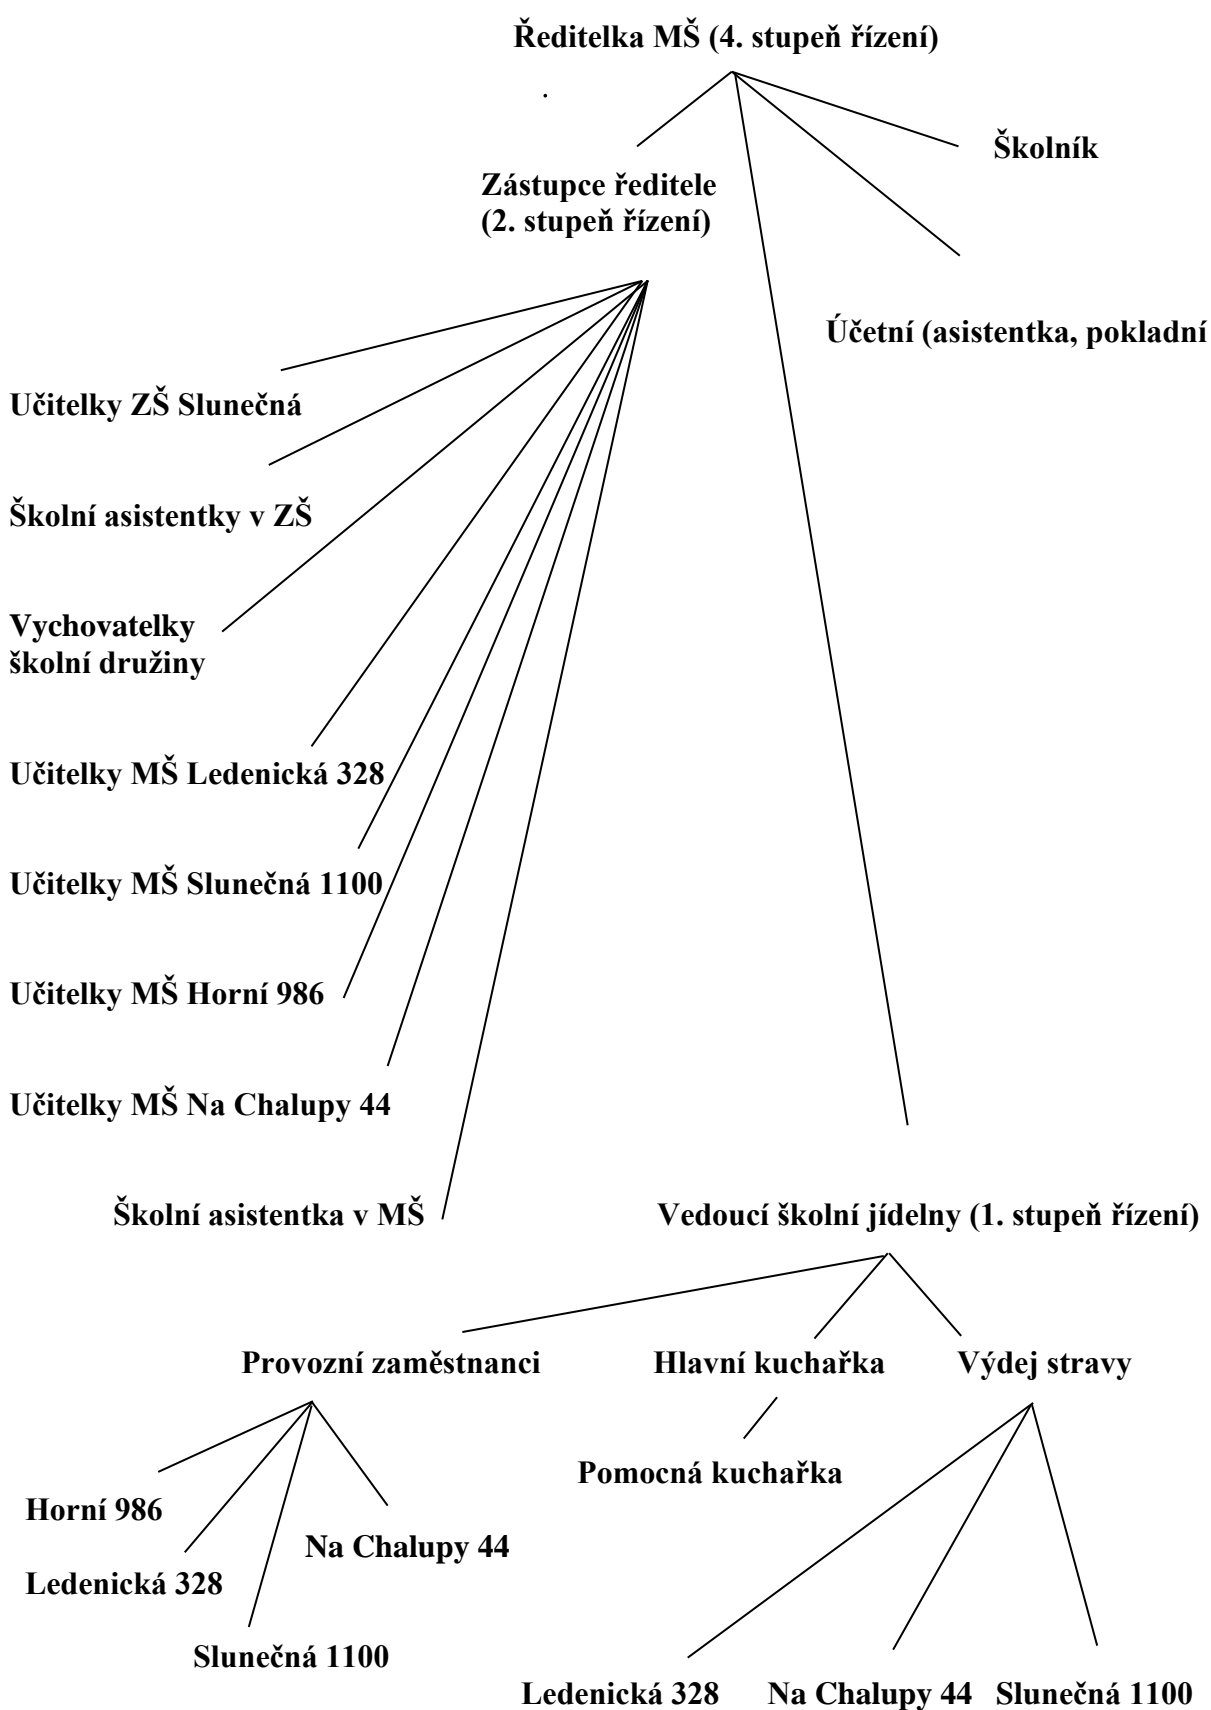 Ředitelka MŠ (4. stupeň řízení)
.
Školník
Zástupce ředitele
(2. stupeň řízení)
Účetní (asistentka, pokladní
Učitelky ZŠ Slunečná
Školní asistentky v ZŠ
Vychovatelky
školní družiny
Učitelky MŠ Ledenická 328
Učitelky MŠ Slunečná 1100
Učitelky MŠ Horní 986
Učitelky MŠ Na Chalupy 44
Školní asistentka v MŠ
Vedoucí školní jídelny (1. stupeň řízení)
Provozní zaměstnanci
Hlavní kuchařka
Výdej stravy
Pomocná kuchařka
Horní 986
Na Chalupy 44
Ledenická 328
Slunečná 1100
Ledenická 328
Na Chalupy 44
Slunečná 1100